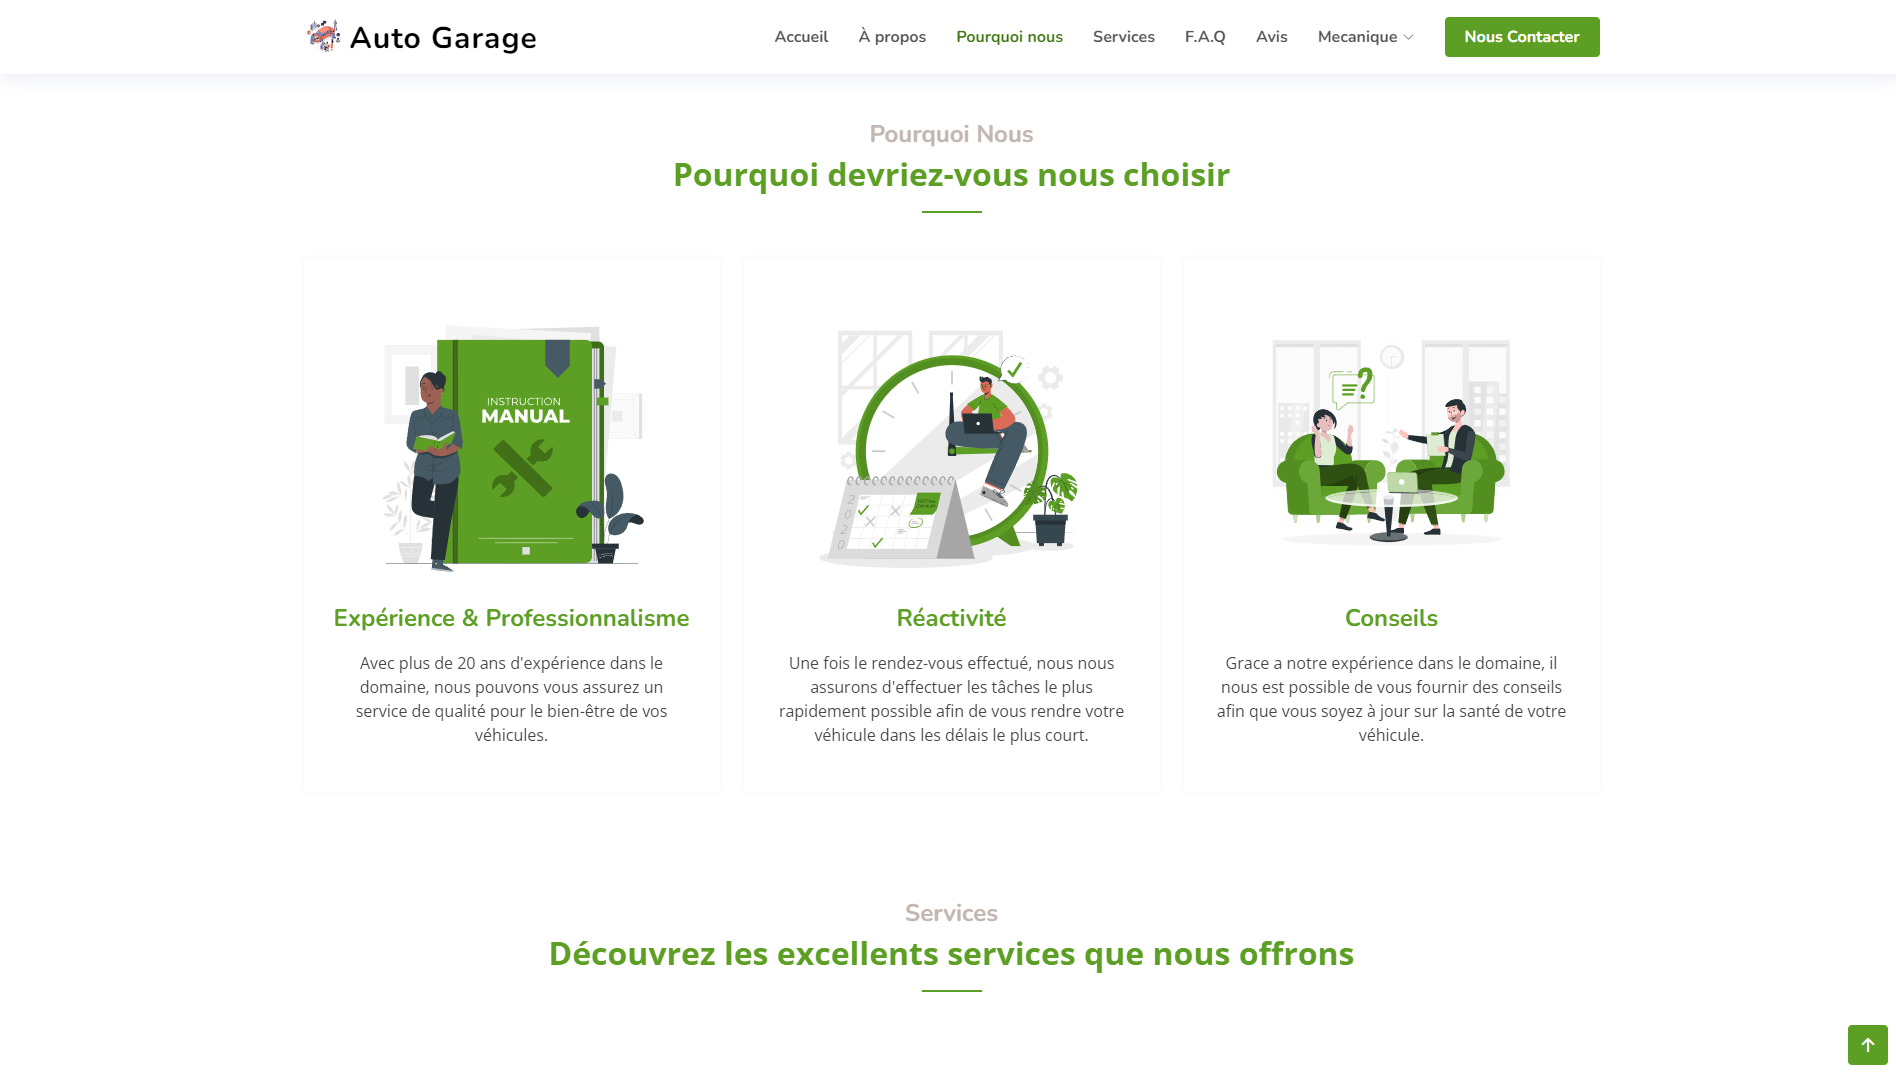 Auto Garage
Accueil
À propos
Pourquoi nous
Services
F.A.Q
Avis
Mecanique
Nous Contacter
Pourquoi Nous
Pourquoi devriez-vous nous choisir
INSTRUCTION
MANUAL
Expérience & Professionnalisme
Avec plus de 20 ans d'expérience dans le
domaine, nous pouvons vous assurez un
service de qualité pour le bien-être de vos
véhicules.
2
0
2
0
Réactivité
Une fois le rendez-vous effectué, nous nous
assurons d'effectuer les tâches le plus
rapidement possible afin de vous rendre votre
véhicule dans les délais le plus court.
?
Conseils
Grace a notre expérience dans le domaine, il
nous est possible de vous fournir des conseils
afin que vous soyez à jour sur la santé de votre
véhicule.
Services
Découvrez les excellents services que nous offrons